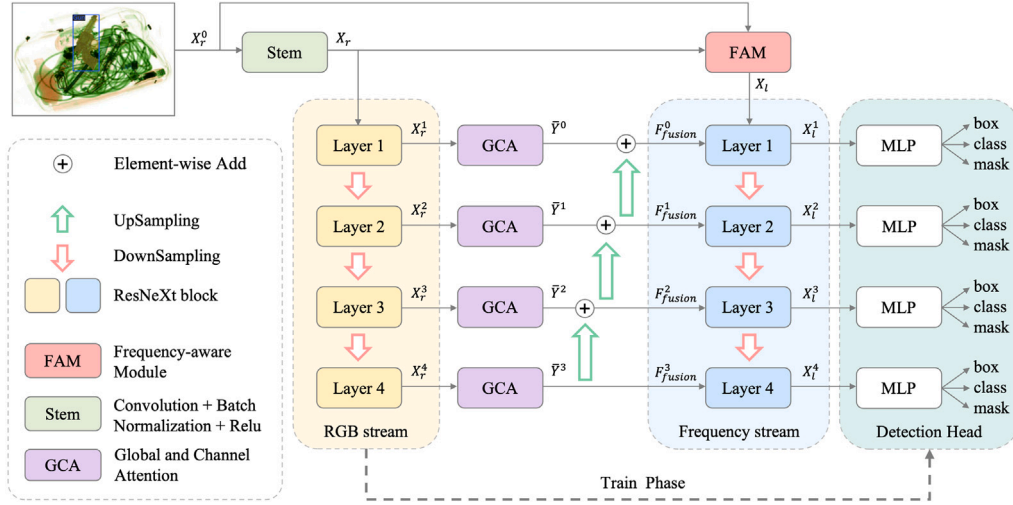 X_r^0
Stem
X_r
FAM
X_l
Element-wise Add
UpSampling
DownSampling
ResNeXt block
FAM
Frequency-aware
Module
Stem
Convolution + Batch
Normalization + Relu
GCA
Global and Channel
Attention
Layer 1
X_r^1
GCA
Ȳ^0
F_fusion^0
Layer 1
X_l^1
MLP
box
class
mask
Layer 2
X_r^2
GCA
Ȳ^1
F_fusion^1
Layer 2
X_l^2
MLP
box
class
mask
Layer 3
X_r^3
GCA
Ȳ^2
F_fusion^2
Layer 3
X_l^3
MLP
box
class
mask
Layer 4
X_r^4
GCA
Ȳ^3
F_fusion^3
Layer 4
X_l^4
MLP
box
class
mask
RGB stream
Frequency stream
Detection Head
Train Phase